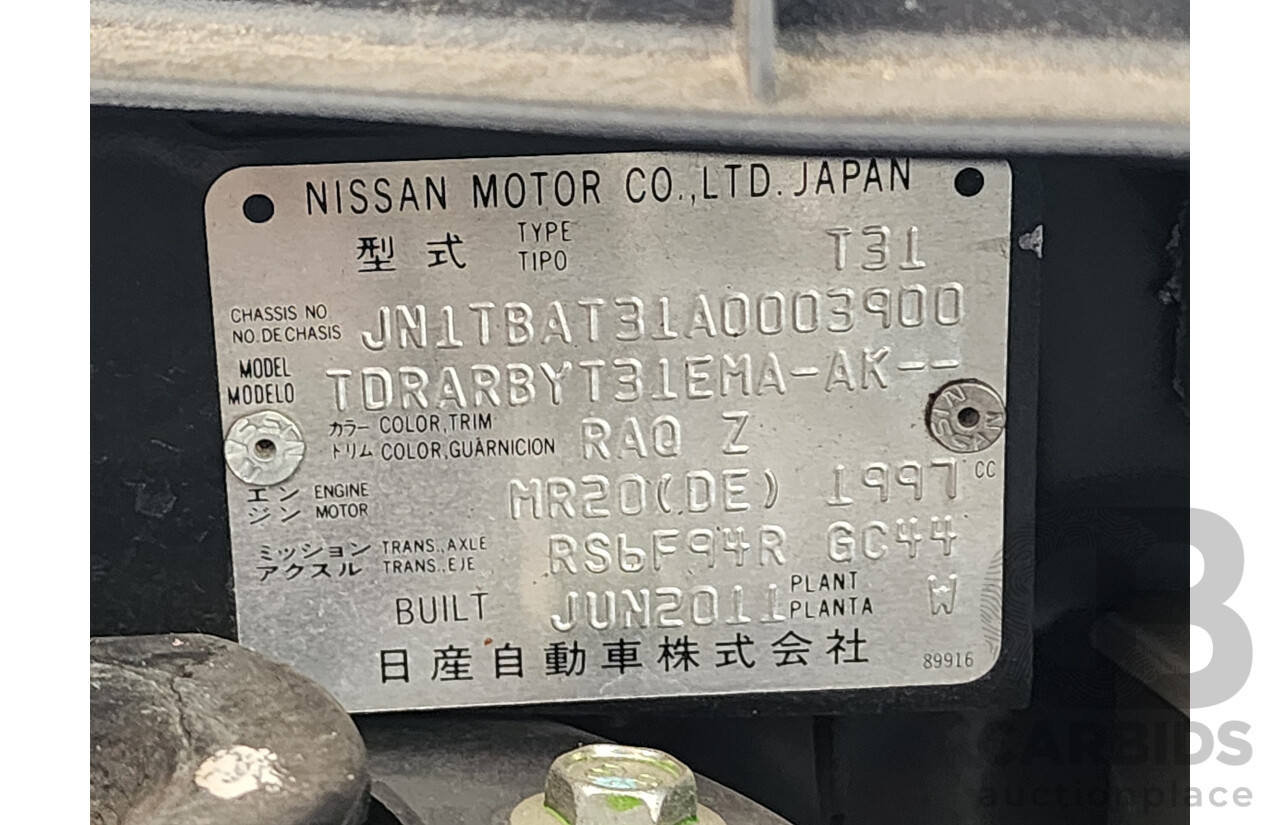 NISSAN MOTOR CO.,LTD. JAPAN
型式 TYPE TIPO T31
CHASSIS NO
NO.DE CHASIS JN1TBAT31A0003900
MODEL
MODELO TDRARBYT31EMA-AK--
カラー COLOR,TRIM
トリム COLOR,GUARNICION RAQ Z
エンジン ENGINE MOTOR MR20(DE) 1997 CC
ミッション TRANS.,AXLE
アクスル TRANS.,EJE RS6F94R GC44
BUILT JUN2011 PLANT PLANTA W
日産自動車株式会社 89916
B
CARBIDS
auctionplace